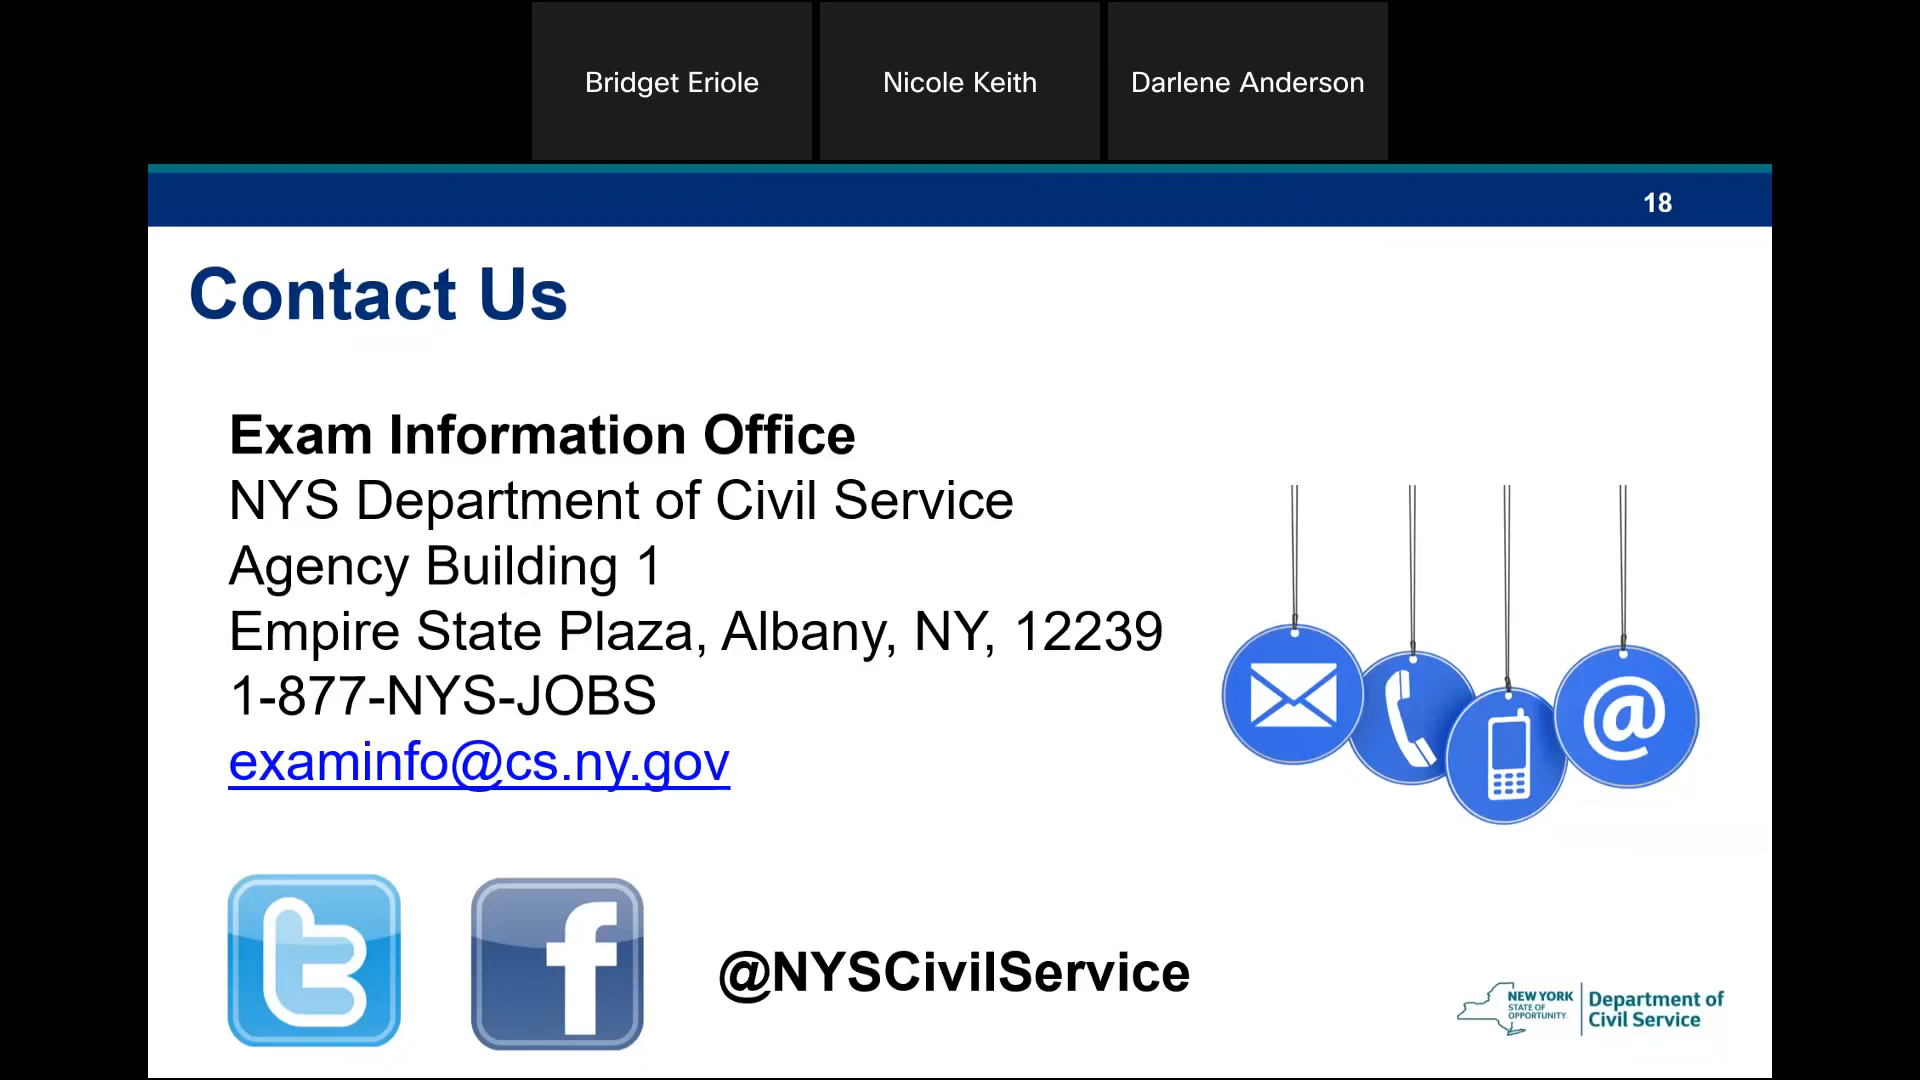 Bridget Eriole
Nicole Keith
Darlene Anderson
18
Contact Us
Exam Information Office
NYS Department of Civil Service
Agency Building 1
Empire State Plaza, Albany, NY, 12239
1-877-NYS-JOBS
examinfo@cs.ny.gov
@
t
f
@NYSCivilService
NEW YORK
STATE OF
OPPORTUNITY.
Department of
Civil Service